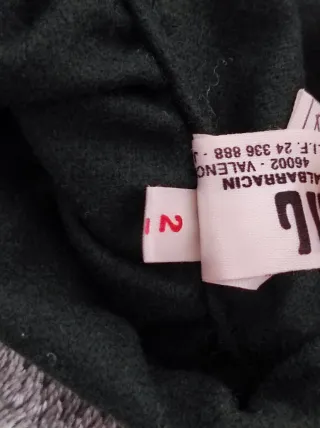 ALBARRACIN
46002 - VALENC
.I.F. 24 336 888 - J
2